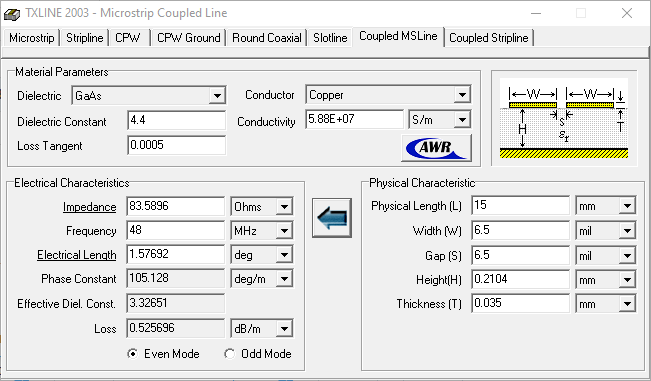 TXLINE 2003 - Microstrip Coupled Line
Microstrip Stripline CPW CPW Ground Round Coaxial Slotline Coupled MSLine Coupled Stripline
Material Parameters
Dielectric GaAs Conductor Copper
Dielectric Constant 4.4 Conductivity 5.88E+07 S/m
Loss Tangent 0.0005
AWR
W W
H S T
εr
Electrical Characteristics
Impedance 83.5896 Ohms
Frequency 48 MHz
Electrical Length 1.57692 deg
Phase Constant 105.128 deg/m
Effective Diel. Const. 3.32651
Loss 0.525696 dB/m
Even Mode Odd Mode
Physical Characteristic
Physical Length (L) 15 mm
Width (W) 6.5 mil
Gap (S) 6.5 mil
Height(H) 0.2104 mm
Thickness (T) 0.035 mm